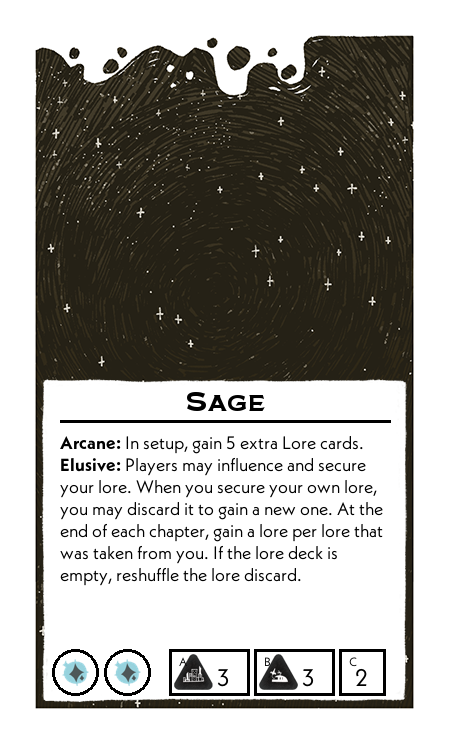 SAGE
Arcane: In setup, gain 5 extra Lore cards.
Elusive: Players may influence and secure
your lore. When you secure your own lore,
you may discard it to gain a new one. At the
end of each chapter, gain a lore per lore that
was taken from you. If the lore deck is
empty, reshuffle the lore discard.
A 3 B 3 C 2